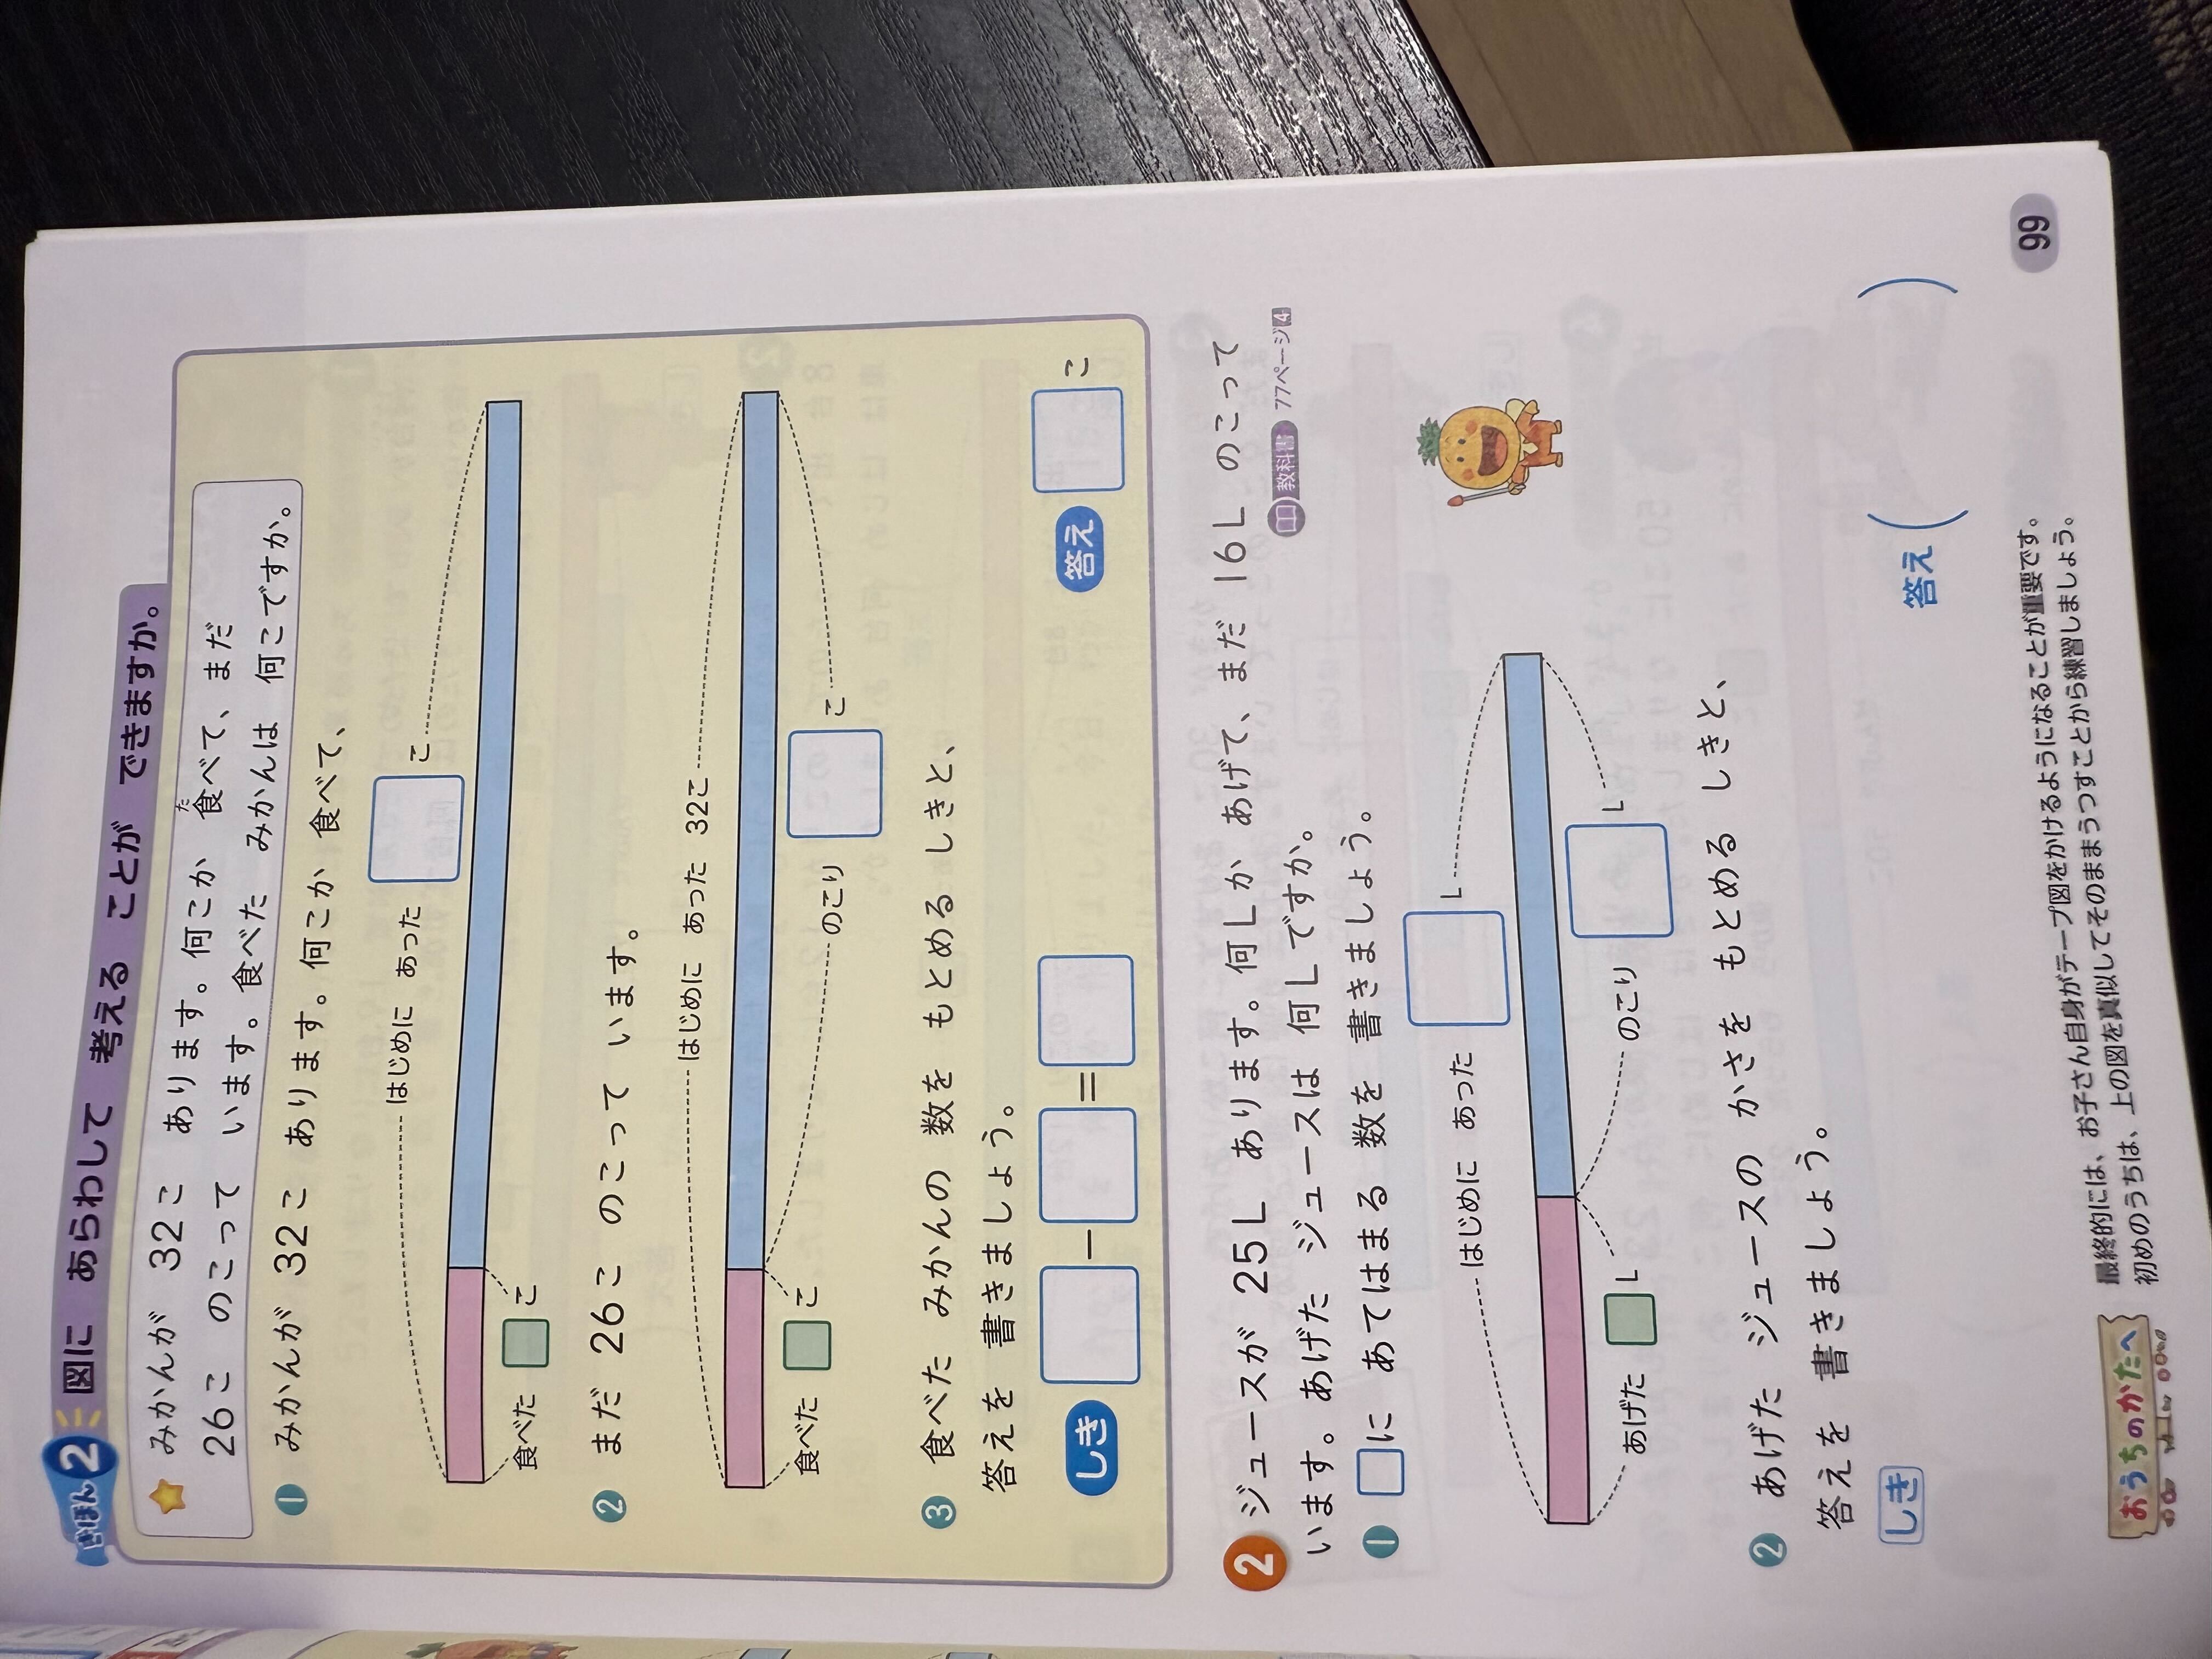 きほん2 図に あらわして 考える ことが できますか。
みかんが 32こ あります。何こか 食べて、まだ
た
26こ のこって います。食べた みかんは 何こですか。
1 みかんが 32こ あります。何こか 食べて、
はじめに あった こ
食べた こ
2 まだ 26こ のこって います。
はじめに あった 32こ
食べた こ
のこり こ
3 食べた みかんの 数を もとめる しきと、
答えを 書きましょう。
しき − = 答え こ
2 ジュースが 25L あります。何Lか あげて、まだ 16L のこって
います。あげた ジュースは 何Lですか。
教科書 77ページ4
1 □に あてはまる 数を 書きましょう。
はじめに あった L
あげた L
のこり L
2 あげた ジュースの かさを もとめる しきと、
答えを 書きましょう。
しき
答え ( )
おうちのかたへ
最終的には、お子さん自身がテープ図をかけるようになることが重要です。
初めのうちは、上の図を真似してそのままうつすことから練習しましょう。
99